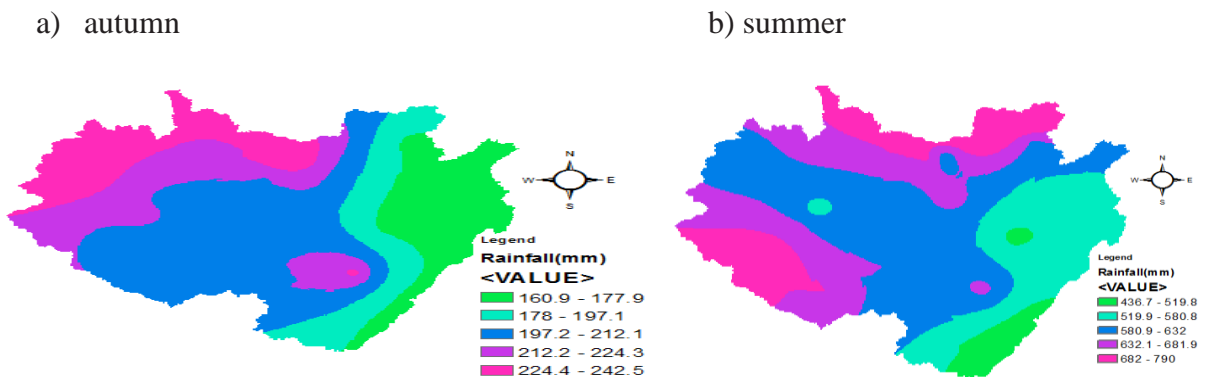 a) autumn
b) summer
N
W E
S
Legend
Rainfall(mm)
<VALUE>
160.9 - 177.9
178 - 197.1
197.2 - 212.1
212.2 - 224.3
224.4 - 242.5
N
W E
S
Legend
Rainfall(mm)
<VALUE>
436.7 - 519.8
519.9 - 580.8
580.9 - 632
632.1 - 681.9
682 - 790